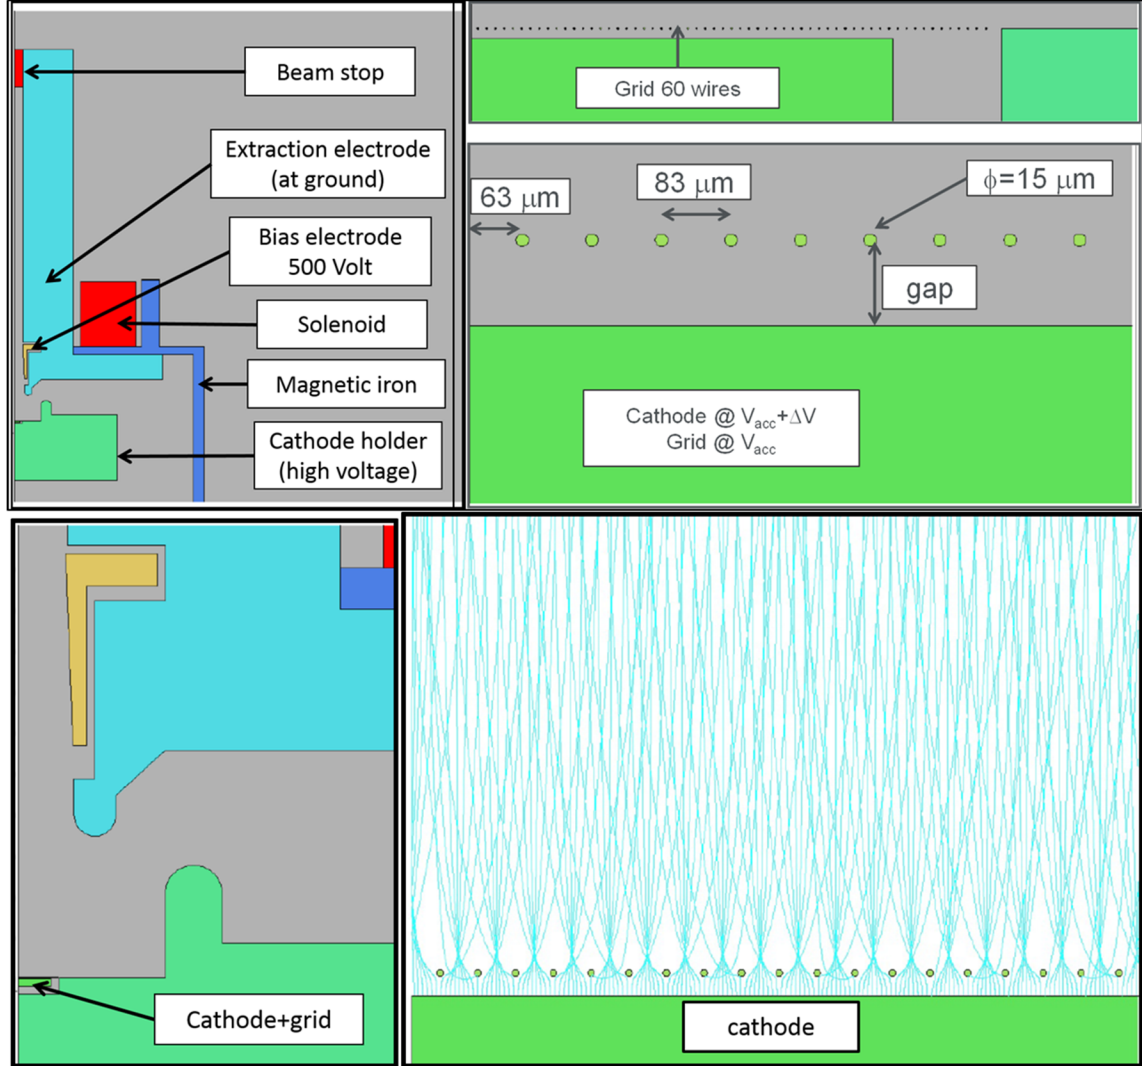 Beam stop
Extraction electrode
(at ground)
Bias electrode
500 Volt
Solenoid
Magnetic iron
Cathode holder
(high voltage)
Grid 60 wires
63 μm
83 μm
ϕ=15 μm
gap
Cathode @ Vacc+ΔV
Grid @ Vacc
Cathode+grid
cathode